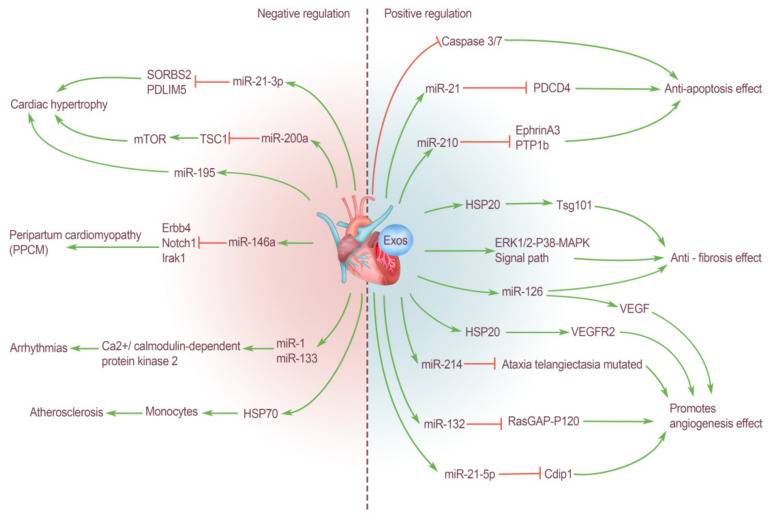 Negative regulation
Positive regulation
SORBS2
PDLIM5
miR-21-3p
Cardiac hypertrophy
mTOR
TSC1
miR-200a
miR-195
Peripartum cardiomyopathy
(PPCM)
Erbb4
Notch1
Irak1
miR-146a
Arrhythmias
Ca2+/ calmodulin-dependent
protein kinase 2
miR-1
miR-133
Atherosclerosis
Monocytes
HSP70
Exos
Caspase 3/7
miR-21
PDCD4
Anti-apoptosis effect
miR-210
EphrinA3
PTP1b
HSP20
Tsg101
ERK1/2-P38-MAPK
Signal path
Anti - fibrosis effect
miR-126
VEGF
HSP20
VEGFR2
miR-214
Ataxia telangiectasia mutated
miR-132
RasGAP-P120
Promotes
angiogenesis effect
miR-21-5p
Cdip1